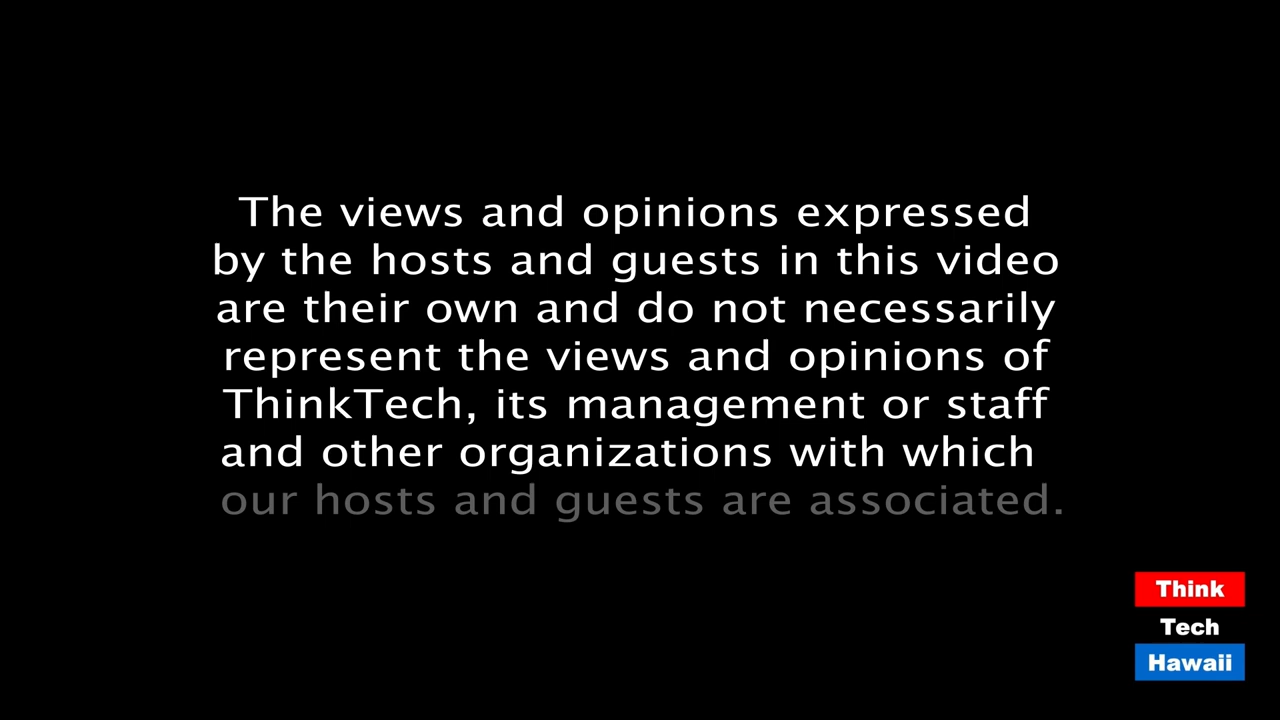 The views and opinions expressed
by the hosts and guests in this video
are their own and do not necessarily
represent the views and opinions of
ThinkTech, its management or staff
and other organizations with which
our hosts and guests are associated.
Think
Tech
Hawaii